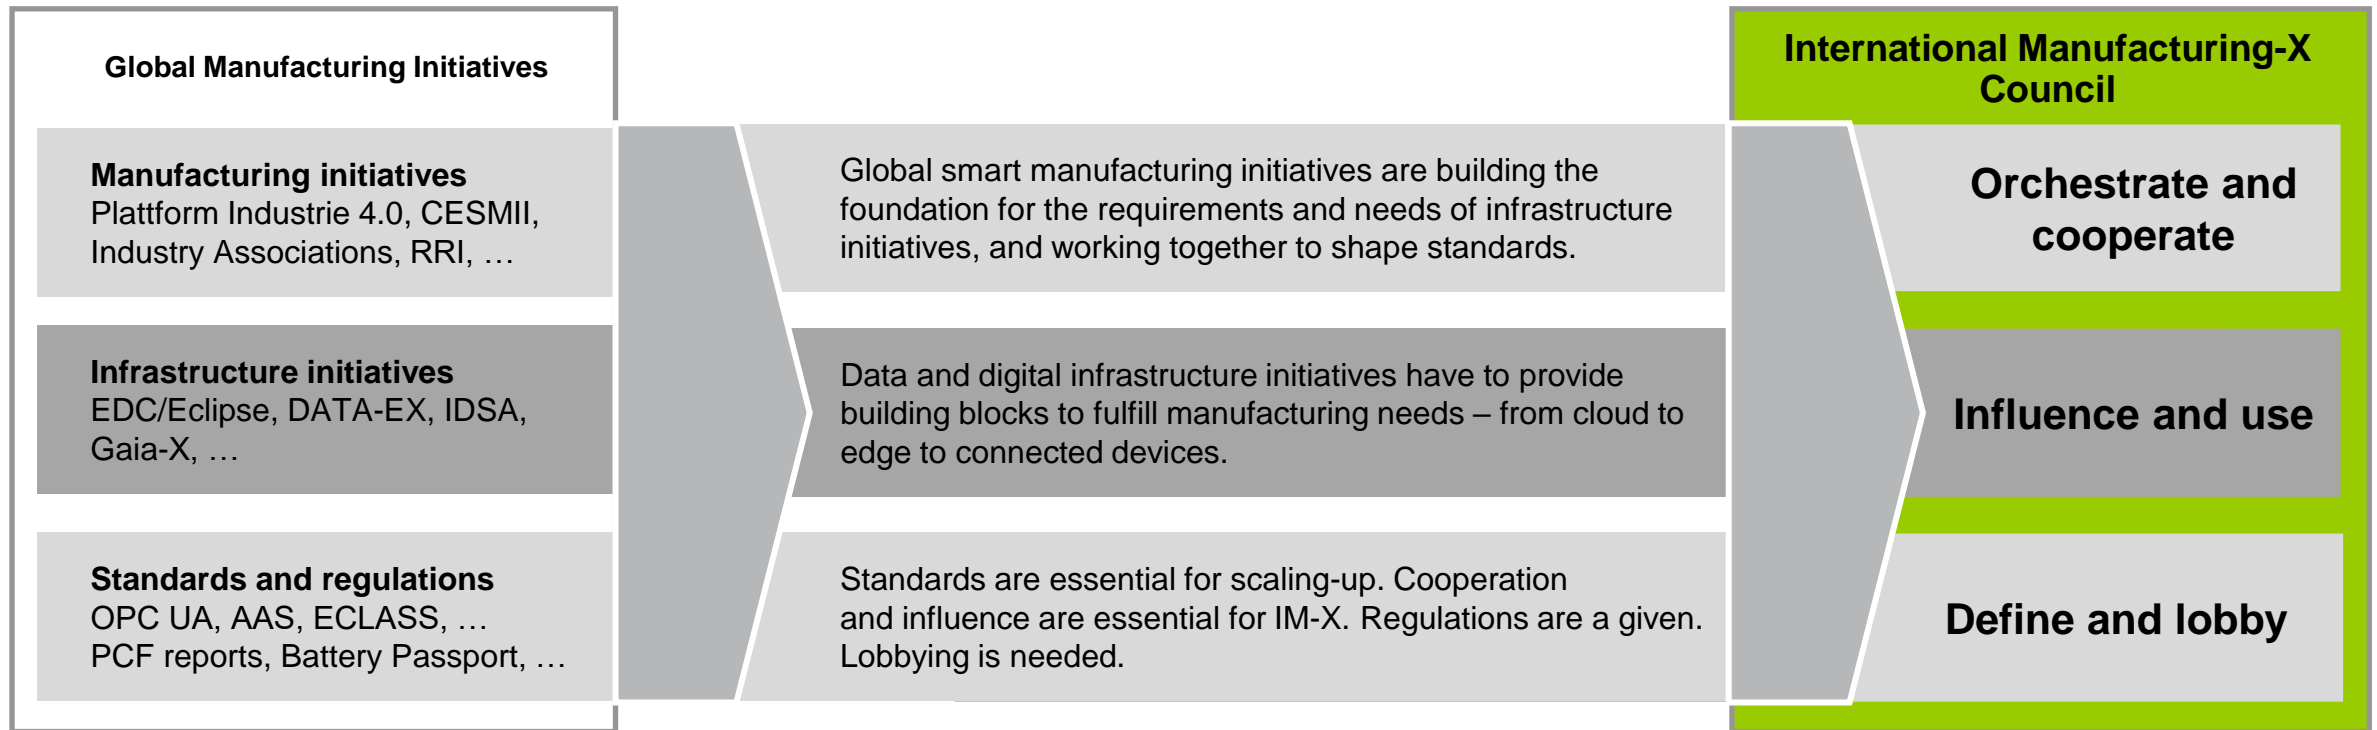 Global Manufacturing Initiatives
Manufacturing initiatives
Plattform Industrie 4.0, CESMII,
Industry Associations, RRI, …
Infrastructure initiatives
EDC/Eclipse, DATA-EX, IDSA,
Gaia-X, …
Standards and regulations
OPC UA, AAS, ECLASS, …
PCF reports, Battery Passport, …
Global smart manufacturing initiatives are building the
foundation for the requirements and needs of infrastructure
initiatives, and working together to shape standards.
Data and digital infrastructure initiatives have to provide
building blocks to fulfill manufacturing needs – from cloud to
edge to connected devices.
Standards are essential for scaling-up. Cooperation
and influence are essential for IM-X. Regulations are a given.
Lobbying is needed.
International Manufacturing-X
Council
Orchestrate and
cooperate
Influence and use
Define and lobby